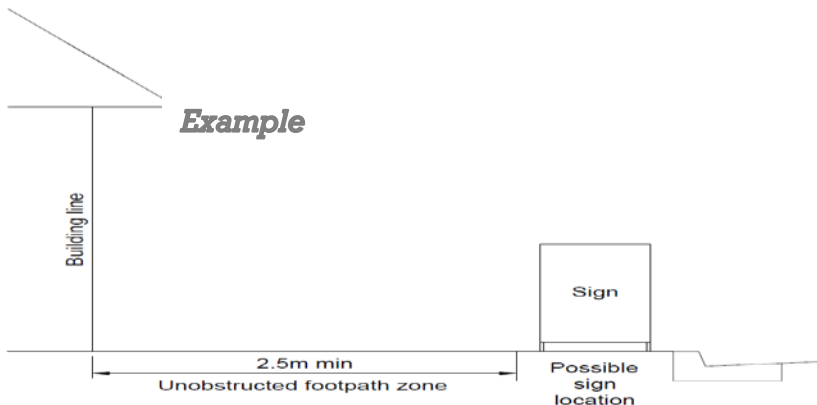 Example
Building line
Sign
2.5m min
Unobstructed footpath zone
Possible
sign
location